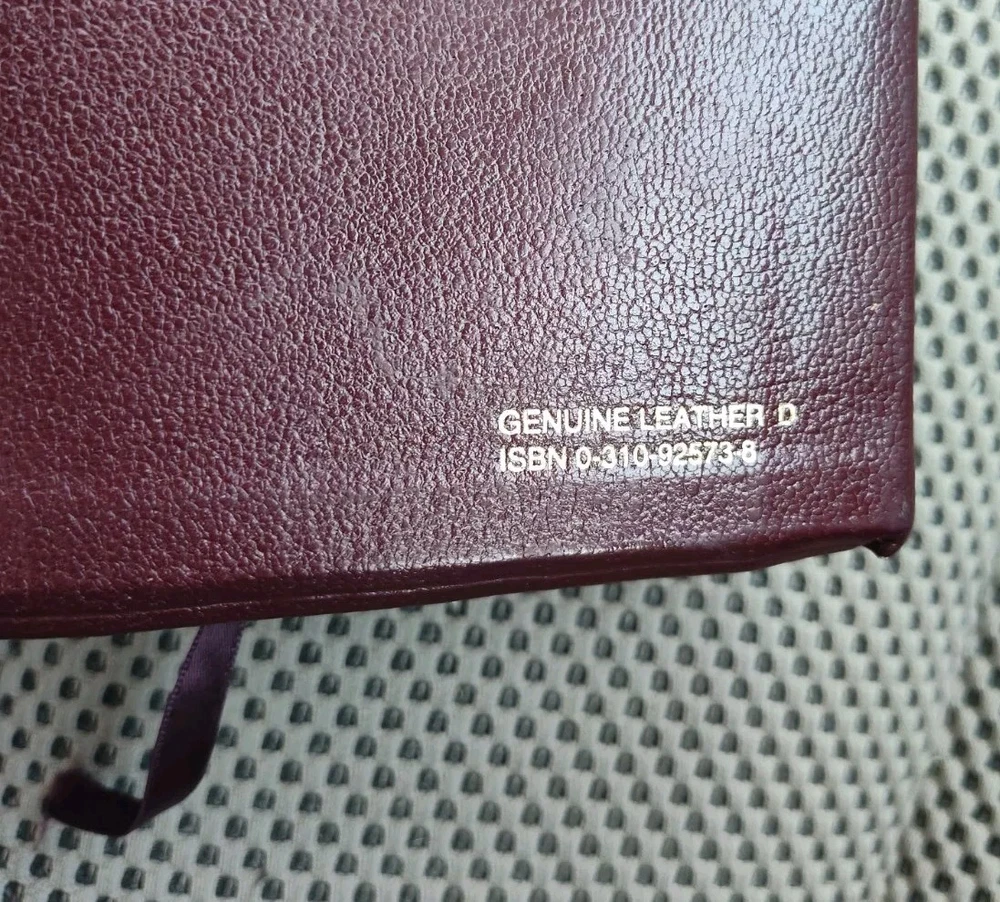 GENUINE LEATHER D
ISBN 0-310-92573-8